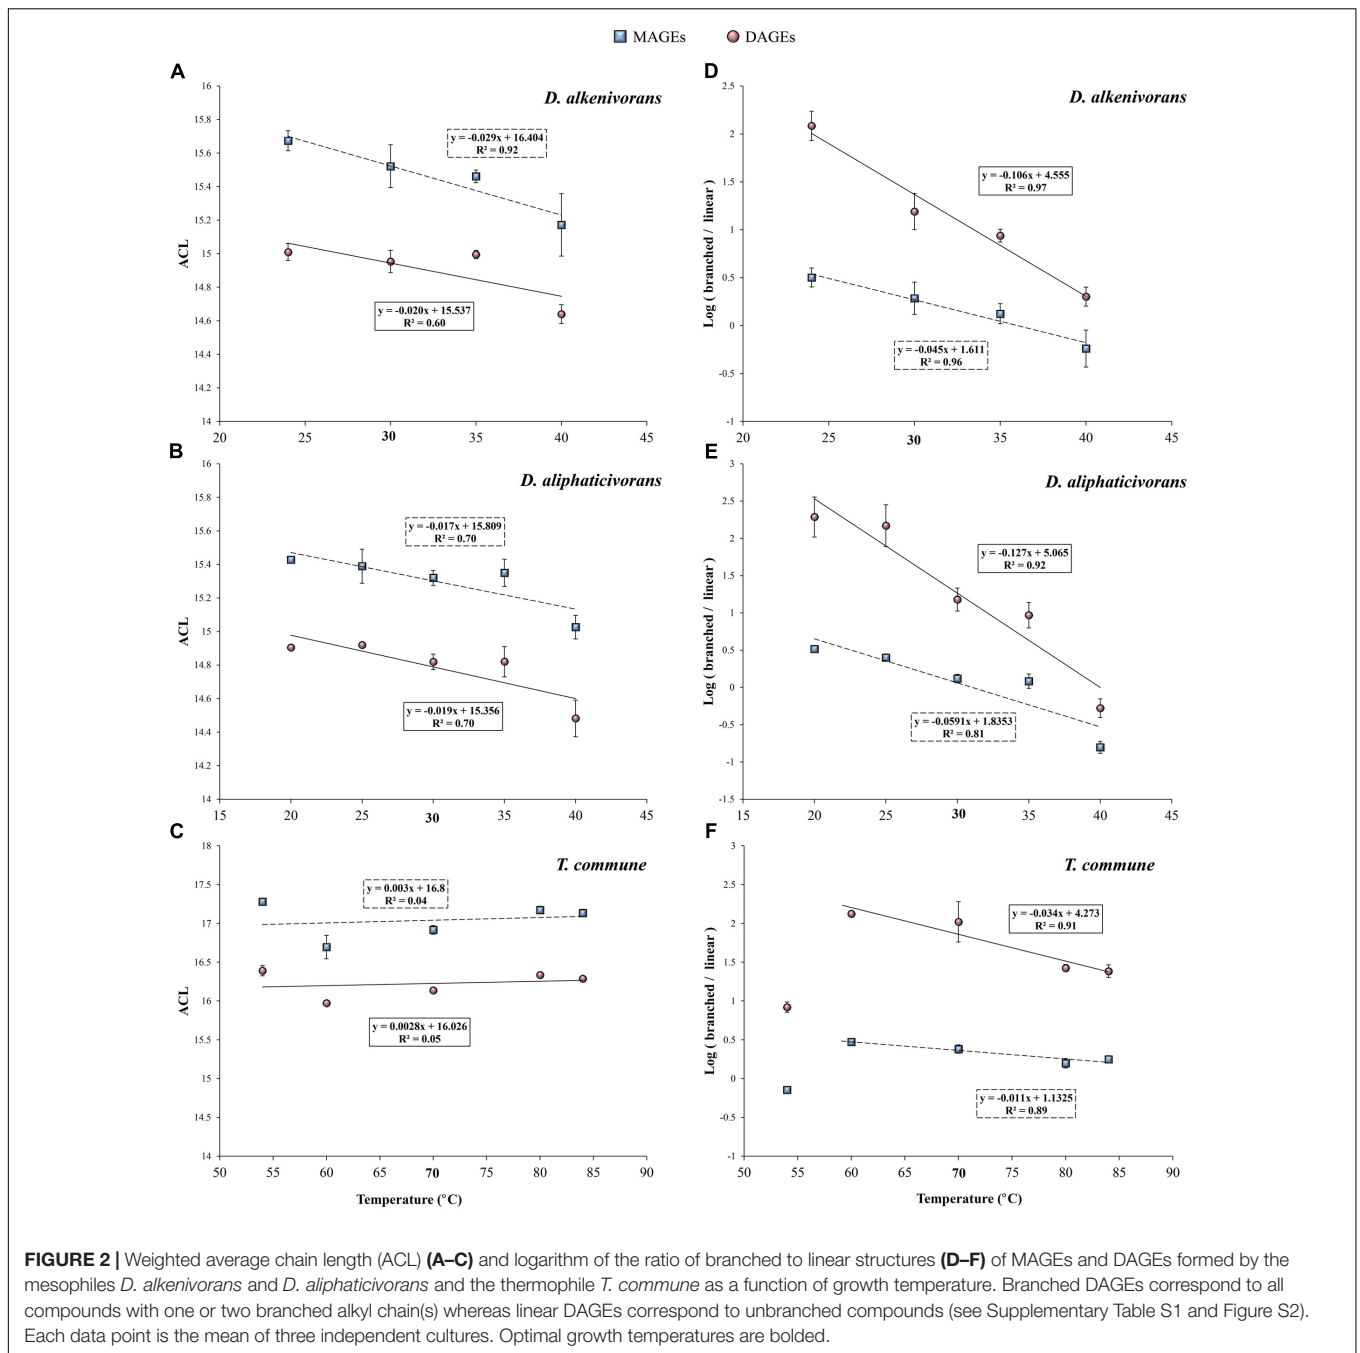 MAGEs DAGEs
A
D. alkenivorans
16
15.8
15.6
15.4
15.2
15
14.8
14.6
14.4
14.2
14
ACL
y = -0.029x + 16.404
R² = 0.92
y = -0.020x + 15.537
R² = 0.60
20 25 30 35 40 45
D
D. alkenivorans
2.5
2
1.5
1
0.5
0
-0.5
-1
Log ( branched / linear )
y = -0.106x + 4.555
R² = 0.97
y = -0.045x + 1.611
R² = 0.96
20 25 30 35 40 45
B
D. aliphaticivorans
16
15.8
15.6
15.4
15.2
15
14.8
14.6
14.4
14.2
14
ACL
y = -0.017x + 15.809
R² = 0.70
y = -0.019x + 15.356
R² = 0.70
15 20 25 30 35 40 45
E
D. aliphaticivorans
3
2.5
2
1.5
1
0.5
0
-0.5
-1
-1.5
Log ( branched / linear )
y = -0.127x + 5.065
R² = 0.92
y = -0.0591x + 1.8353
R² = 0.81
15 20 25 30 35 40 45
C
T. commune
18
17.5
17
16.5
16
15.5
15
14.5
14
ACL
y = 0.003x + 16.8
R² = 0.04
y = 0.0028x + 16.026
R² = 0.05
50 55 60 65 70 75 80 85 90
Temperature (°C)
F
T. commune
3
2.5
2
1.5
1
0.5
0
-0.5
-1
Log ( branched / linear )
y = -0.034x + 4.273
R² = 0.91
y = -0.011x + 1.1325
R² = 0.89
50 55 60 65 70 75 80 85 90
Temperature (°C)
FIGURE 2 | Weighted average chain length (ACL) (A–C) and logarithm of the ratio of branched to linear structures (D–F) of MAGEs and DAGEs formed by the
mesophiles D. alkenivorans and D. aliphaticivorans and the thermophile T. commune as a function of growth temperature. Branched DAGEs correspond to all
compounds with one or two branched alkyl chain(s) whereas linear DAGEs correspond to unbranched compounds (see Supplementary Table S1 and Figure S2).
Each data point is the mean of three independent cultures. Optimal growth temperatures are bolded.